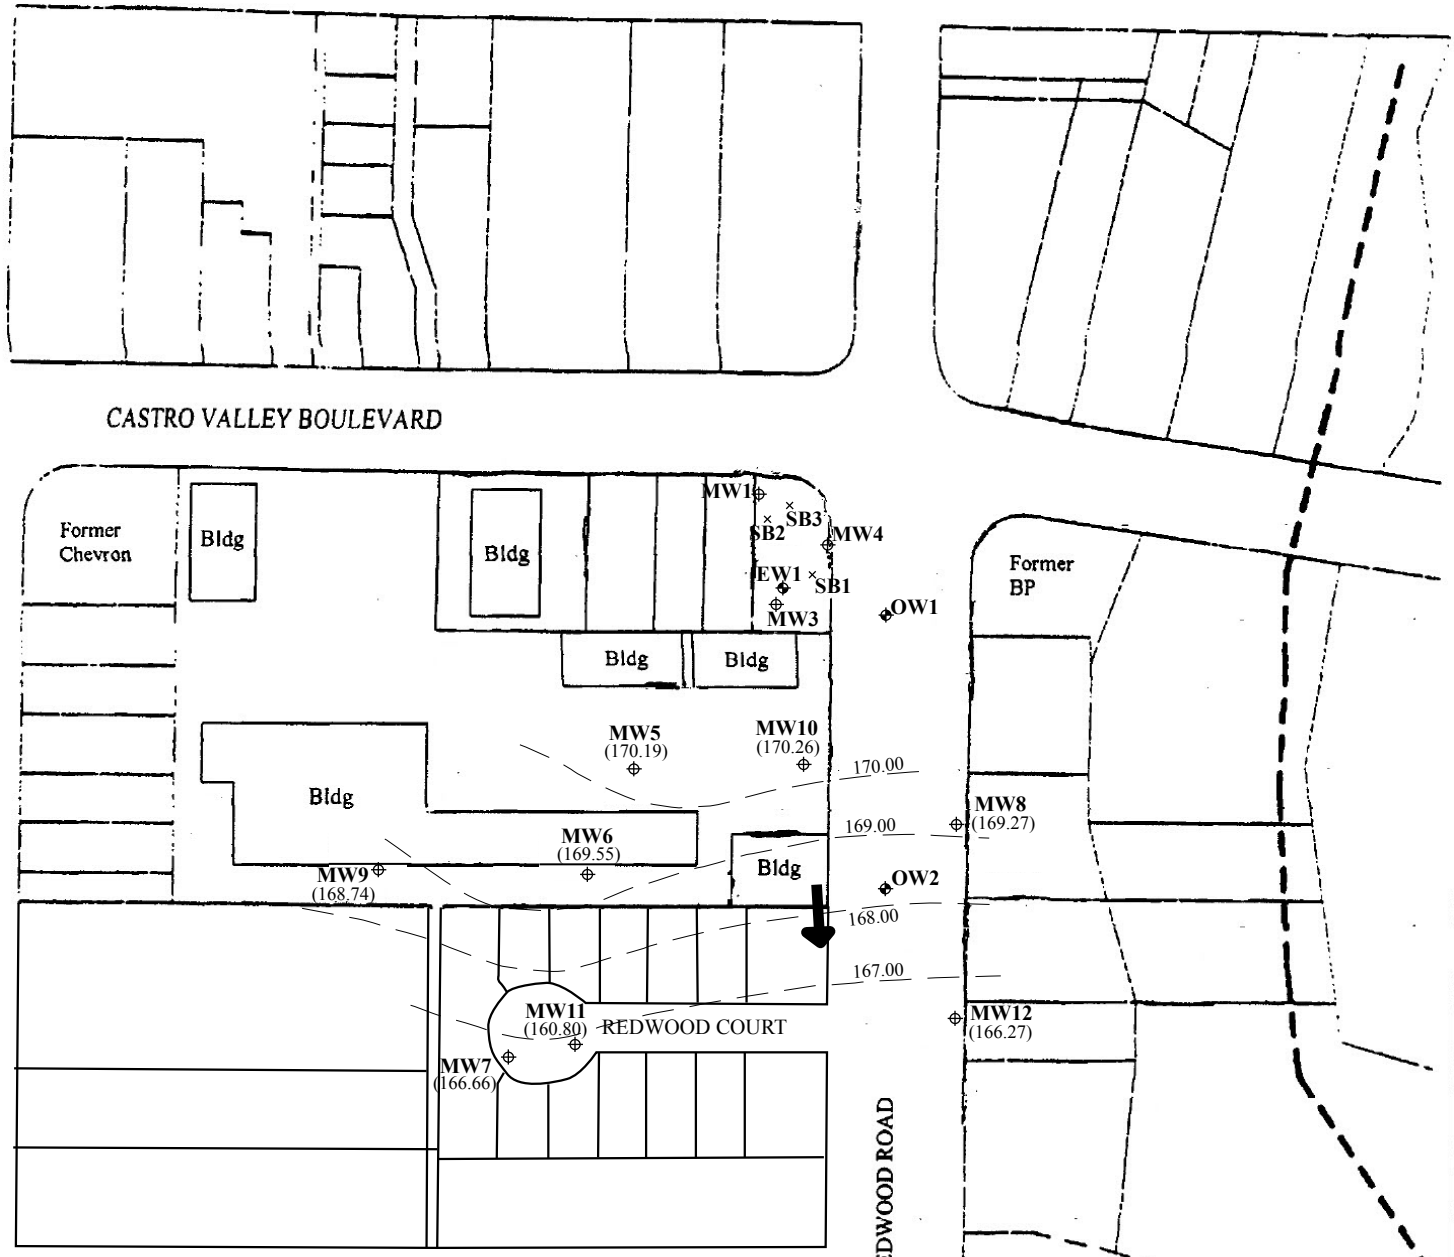 CASTRO VALLEY BOULEVARD
MW1
SB3
SB2
MW4
Former
Chevron
Bldg
Bldg
EW1
SB1
MW3
OW1
Former
BP
Bldg
Bldg
MW5
(170.19)
MW10
(170.26)
170.00
Bldg
MW8
(169.27)
169.00
MW6
(169.55)
Bldg
MW9
(168.74)
OW2
168.00
167.00
MW11
(160.80)
REDWOOD COURT
MW12
(166.27)
MW7
(166.66)
EDWOOD ROAD